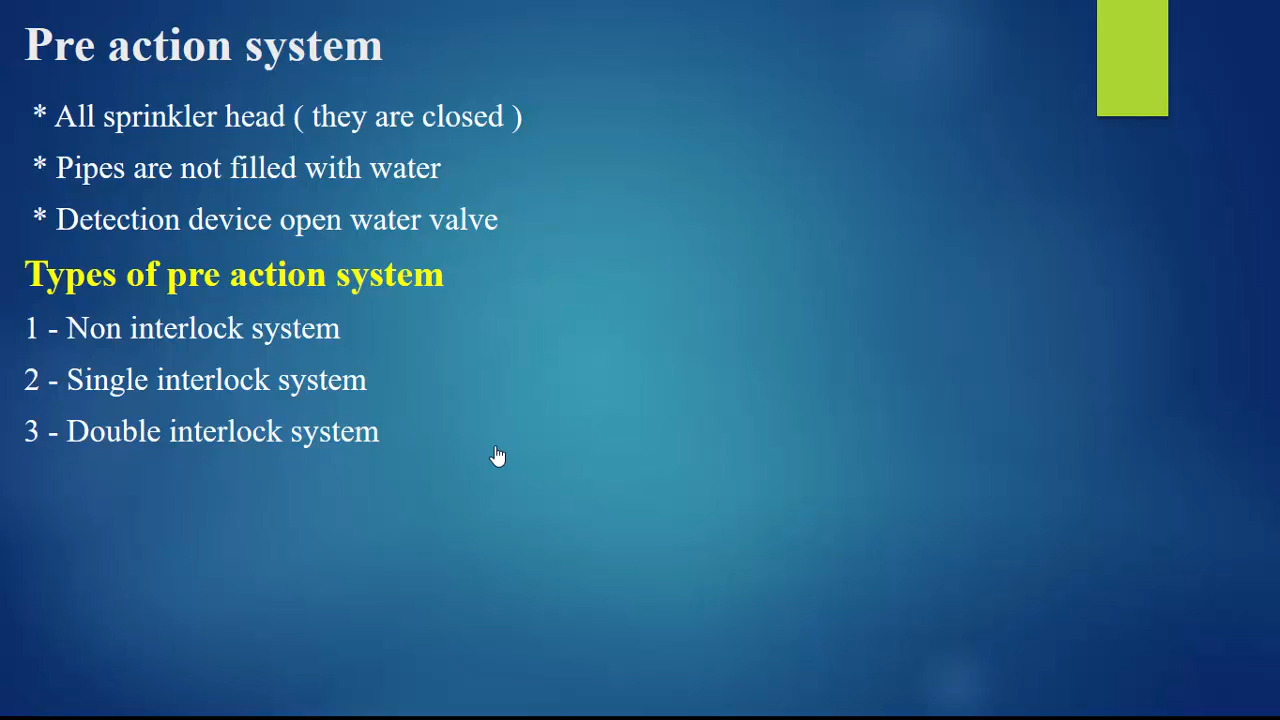 Pre action system
* All sprinkler head ( they are closed )
* Pipes are not filled with water
* Detection device open water valve
Types of pre action system
1 - Non interlock system
2 - Single interlock system
3 - Double interlock system